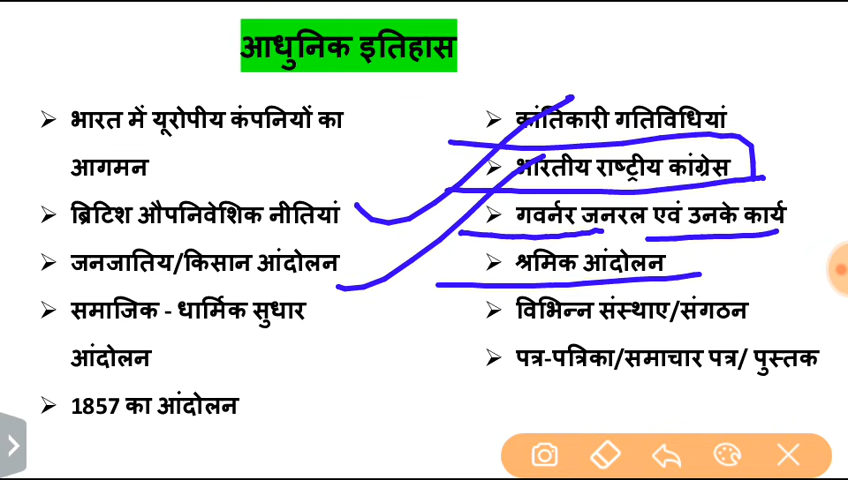 आधुनिक इतिहास
भारत में यूरोपीय कंपनियों का
आगमन
ब्रिटिश औपनिवेशिक नीतियां
जनजातिय/किसान आंदोलन
समाजिक - धार्मिक सुधार
आंदोलन
1857 का आंदोलन
क्रांतिकारी गतिविधियां
भारतीय राष्ट्रीय कांग्रेस
गवर्नर जनरल एवं उनके कार्य
श्रमिक आंदोलन
विभिन्न संस्थाए/संगठन
पत्र-पत्रिका/समाचार पत्र/ पुस्तक